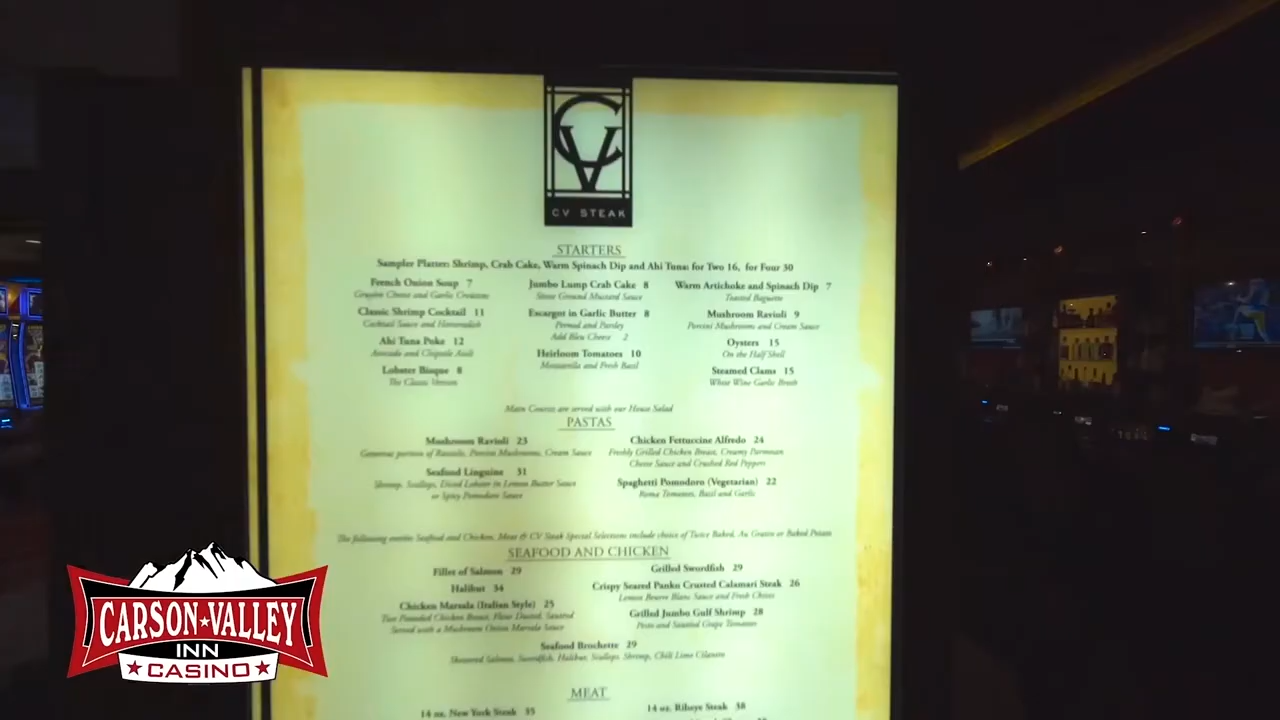 CV
CV STEAK
STARTERS
Sampler Platter: Shrimp, Crab Cake, Warm Spinach Dip and Ahi Tuna: for Two 16, for Four 30
French Onion Soup 7
Gruyère Cheese and Garlic Croutons
Classic Shrimp Cocktail 11
Cocktail Sauce and Horseradish
Ahi Tuna Poke 12
Avocado and Chipotle Aioli
Lobster Bisque 8
The Classic Version
Jumbo Lump Crab Cake 8
Stone Ground Mustard Sauce
Escargot in Garlic Butter 8
Pernod and Parsley
Add Bleu Cheese 2
Heirloom Tomatoes 10
Mozzarella and Fresh Basil
Warm Artichoke and Spinach Dip 7
Toasted Baguette
Mushroom Ravioli 9
Porcini Mushrooms and Cream Sauce
Oysters 15
On the Half Shell
Steamed Clams 15
White Wine Garlic Broth
Main Courses are served with our House Salad
PASTAS
Mushroom Ravioli 23
Generous portion of Raviolis, Porcini Mushrooms, Cream Sauce
Seafood Linguine 31
Shrimp, Scallops, Diced Lobster in Lemon Butter Sauce
or Spicy Pomodoro Sauce
Chicken Fettuccine Alfredo 24
Freshly Grilled Chicken Breast, Creamy Parmesan
Cheese Sauce and Crushed Red Peppers
Spaghetti Pomodoro (Vegetarian) 22
Roma Tomatoes, Basil and Garlic
The following entrée Seafood and Chicken, Meat & CV Steak Special Selections include choice of Twice Baked, Au Gratin or Baked Potato
SEAFOOD AND CHICKEN
Fillet of Salmon 29
Halibut 34
Chicken Marsala (Italian Style) 25
Two Pounded Chicken Breast, Flour Dusted, Sautéed
Served with a Mushroom Onion Marsala Sauce
Grilled Swordfish 29
Crispy Seared Panko Crusted Calamari Steak 26
Lemon Beurre Blanc Sauce and Fresh Chives
Grilled Jumbo Gulf Shrimp 28
Pesto and Sautéed Grape Tomatoes
Seafood Brochette 29
Skewered Salmon, Swordfish, Halibut, Scallops, Shrimp, Chili Lime Cilantro
MEAT
14 oz. New York Steak 35
14 oz. Ribeye Steak 38
CARSON VALLEY
INN
CASINO